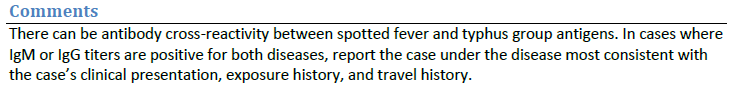 Comments
There can be antibody cross-reactivity between spotted fever and typhus group antigens. In cases where
IgM or IgG titers are positive for both diseases, report the case under the disease most consistent with
the case’s clinical presentation, exposure history, and travel history.